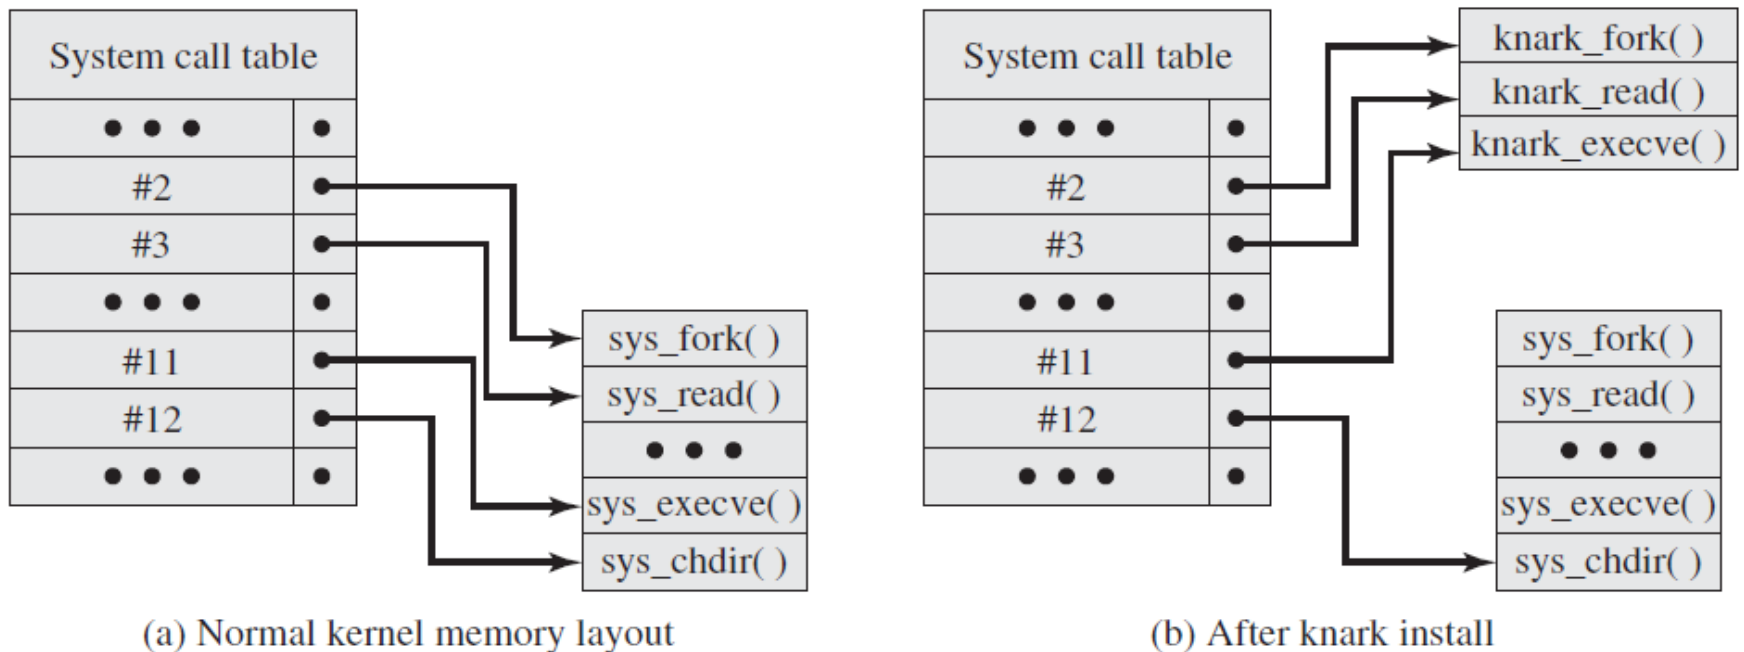 System call table
• • • •
#2
#3
• • • •
#11
#12
• • • •
sys_fork( )
sys_read( )
• • •
sys_execve( )
sys_chdir( )
(a) Normal kernel memory layout
System call table
• • • •
#2
#3
• • • •
#11
#12
• • • •
knark_fork( )
knark_read( )
knark_execve( )
sys_fork( )
sys_read( )
• • •
sys_execve( )
sys_chdir( )
(b) After knark install